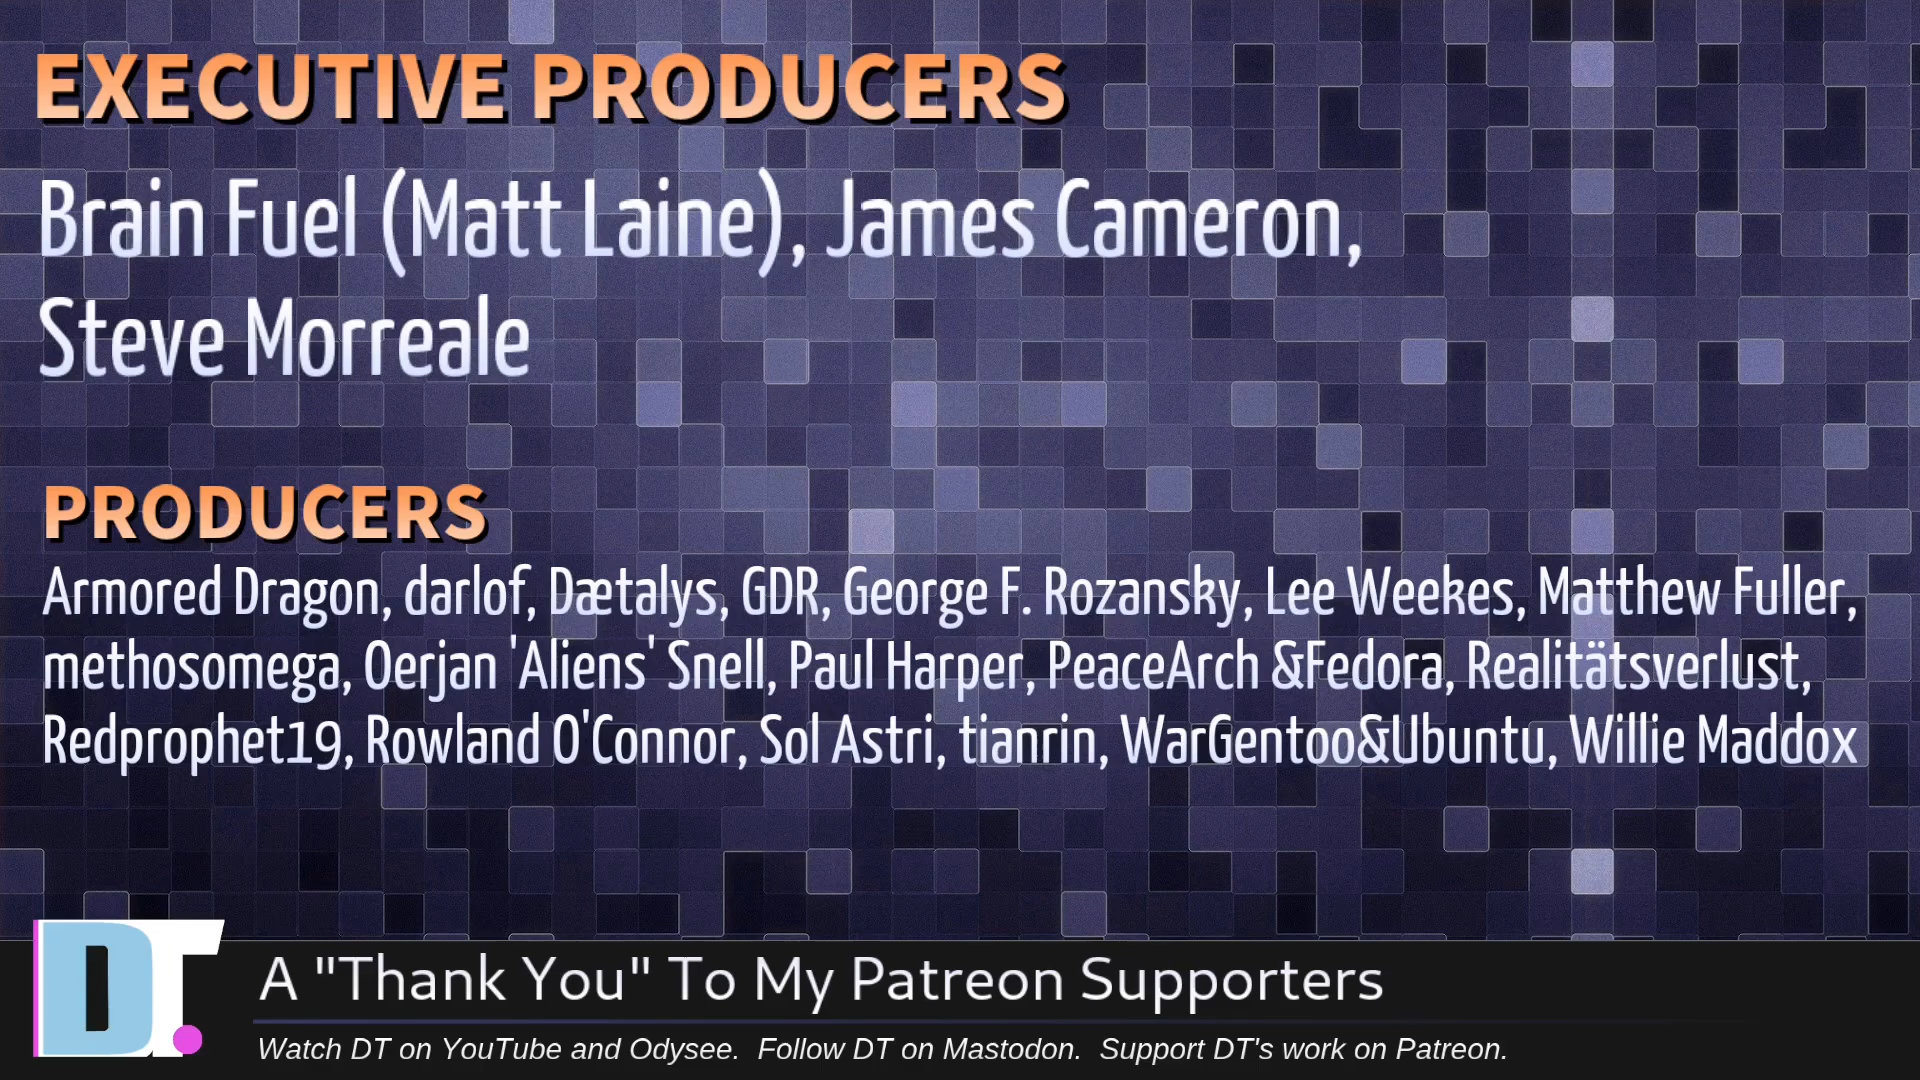 EXECUTIVE PRODUCERS
Brain Fuel (Matt Laine), James Cameron,
Steve Morreale
PRODUCERS
Armored Dragon, darlof, Dætalys, GDR, George F. Rozansky, Lee Weekes, Matthew Fuller,
methosomega, Oerjan 'Aliens' Snell, Paul Harper, PeaceArch &Fedora, Realitätsverlust,
Redprophet19, Rowland O'Connor, Sol Astri, tianrin, WarGentoo&Ubuntu, Willie Maddox
DT
A "Thank You" To My Patreon Supporters
Watch DT on YouTube and Odysee.  Follow DT on Mastodon.  Support DT's work on Patreon.